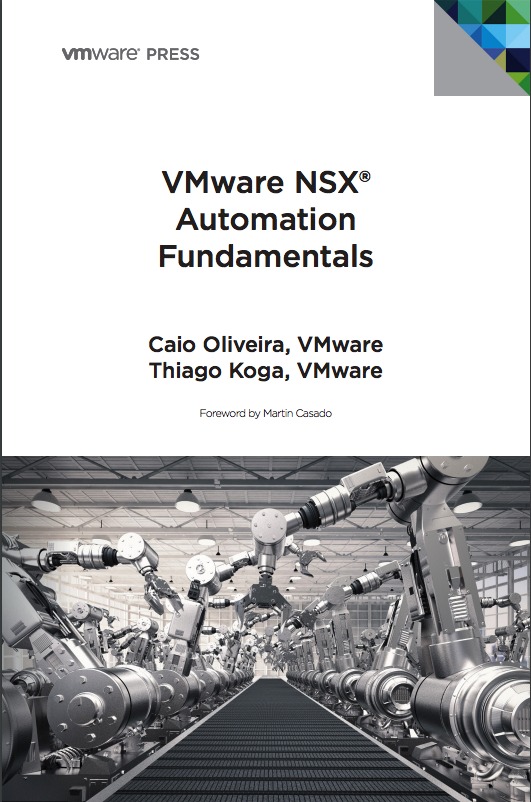 vmware® PRESS
VMware NSX®
Automation
Fundamentals
Caio Oliveira, VMware
Thiago Koga, VMware
Foreword by Martin Casado